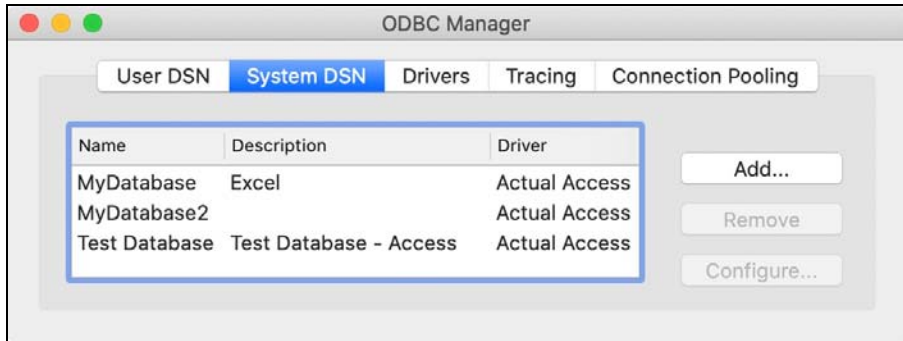 ODBC Manager
User DSN System DSN Drivers Tracing Connection Pooling
Name Description Driver
MyDatabase Excel Actual Access
MyDatabase2 Actual Access
Test Database Test Database - Access Actual Access
Add...
Remove
Configure...